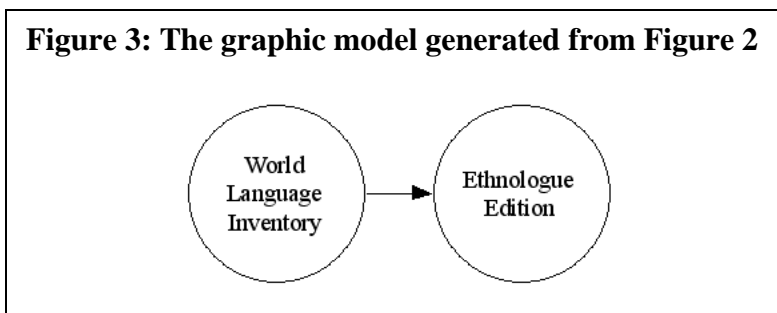 Figure 3: The graphic model generated from Figure 2
World
Language
Inventory
Ethnologue
Edition